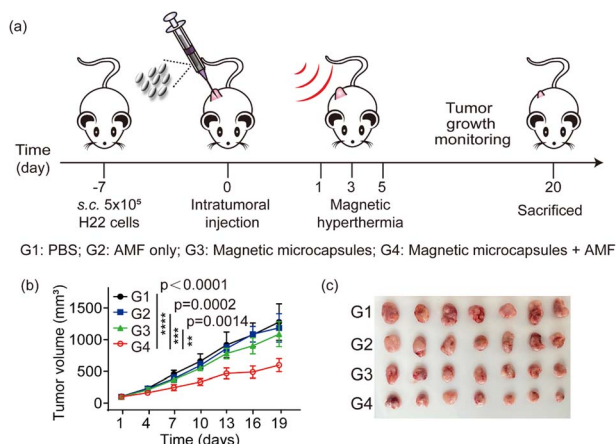 (a)
Time
(day)
Tumor
growth
monitoring
-7
0
1
3
5
20
s.c. 5x10⁵
H22 cells
Intratumoral
injection
Magnetic
hyperthermia
Sacrificed
G1: PBS; G2: AMF only; G3: Magnetic microcapsules; G4: Magnetic microcapsules + AMF
(b)
Tumor volume (mm³)
1500
1000
500
0
G1
G2
G3
G4
****
***
**
p<0.0001
p=0.0002
p=0.0014
1 4 7 10 13 16 19
Time (days)
(c)
G1
G2
G3
G4